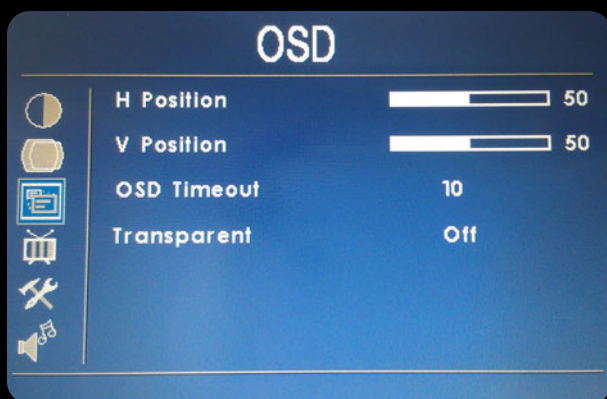 OSD
H Position 50
V Position 50
OSD Timeout 10
Transparent Off